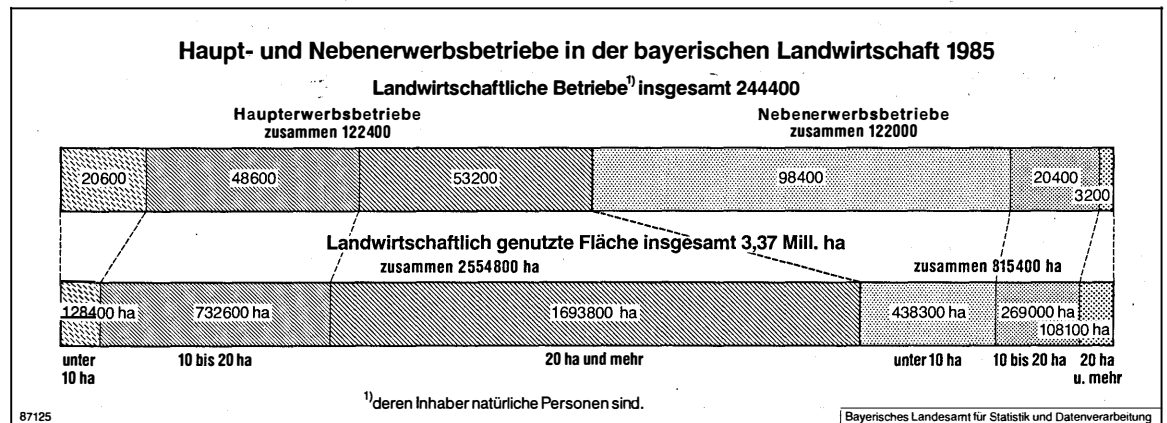 Haupt- und Nebenerwerbsbetriebe in der bayerischen Landwirtschaft 1985
Landwirtschaftliche Betriebe1) insgesamt 244400
Haupterwerbsbetriebe
zusammen 122400
Nebenerwerbsbetriebe
zusammen 122000
20600 48600 53200 98400 20400
3200
Landwirtschaftlich genutzte Fläche insgesamt 3,37 Mill. ha
zusammen 2554800 ha zusammen 815400 ha
128400 ha 732600 ha 1693800 ha 438300 ha 269000 ha
108100 ha
unter
10 ha
10 bis 20 ha
20 ha und mehr
unter 10 ha
10 bis 20 ha
20 ha
u. mehr
1)deren Inhaber natürliche Personen sind.
87125
Bayerisches Landesamt für Statistik und Datenverarbeitung